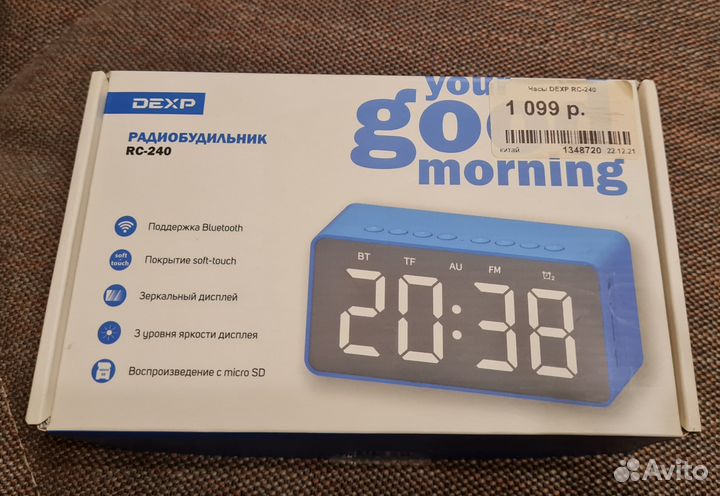 DEXP
РАДИОБУДИЛЬНИК
RC-240
your
good
morning
Часы DEXP RC-240
1 099 р.
китай 1348720 22.12.21
Поддержка Bluetooth
soft touch
Покрытие soft-touch
Зеркальный дисплей
3 уровня яркости дисплея
Воспроизведение с micro SD
BT TF AU FM 2
20:38
Avito